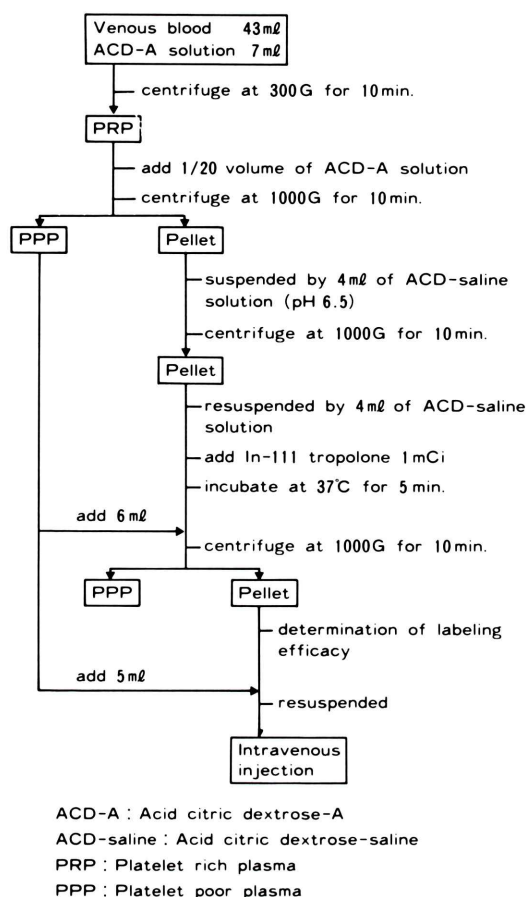 Venous blood 43mℓ
ACD-A solution 7mℓ
centrifuge at 300G for 10min.
PRP
add 1/20 volume of ACD-A solution
centrifuge at 1000G for 10min.
PPP Pellet
suspended by 4mℓ of ACD-saline
solution (pH 6.5)
centrifuge at 1000G for 10min.
Pellet
resuspended by 4mℓ of ACD-saline
solution
add In-111 tropolone 1mCi
incubate at 37℃ for 5 min.
add 6mℓ
centrifuge at 1000G for 10min.
PPP Pellet
determination of labeling
efficacy
add 5mℓ
resuspended
Intravenous
injection
ACD-A : Acid citric dextrose-A
ACD-saline : Acid citric dextrose-saline
PRP : Platelet rich plasma
PPP : Platelet poor plasma